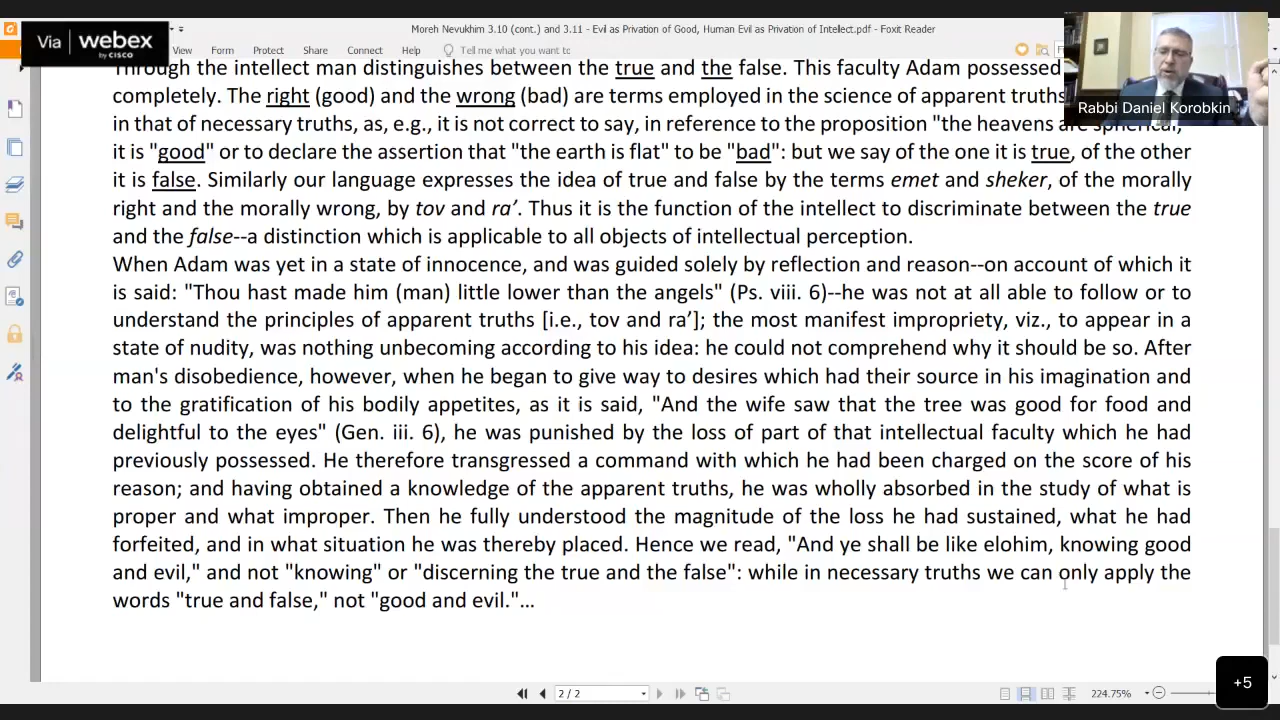 Moreh Nevukhim 3.10 (cont.) and 3.11 - Evil as Privation of Good, Human Evil as Privation of Intellect.pdf - Foxit Reader
Via webex
by CISCO
View Form Protect Share Connect Help Tell me what you want tc
Rabbi Daniel Korobkin
Through the intellect man distinguishes between the true and the false. This faculty Adam possessed
completely. The right (good) and the wrong (bad) are terms employed in the science of apparent truths
in that of necessary truths, as, e.g., it is not correct to say, in reference to the proposition "the heavens are spherical,"
it is "good" or to declare the assertion that "the earth is flat" to be "bad": but we say of the one it is true, of the other
it is false. Similarly our language expresses the idea of true and false by the terms emet and sheker, of the morally
right and the morally wrong, by tov and ra’. Thus it is the function of the intellect to discriminate between the true
and the false--a distinction which is applicable to all objects of intellectual perception.
When Adam was yet in a state of innocence, and was guided solely by reflection and reason--on account of which it
is said: "Thou hast made him (man) little lower than the angels" (Ps. viii. 6)--he was not at all able to follow or to
understand the principles of apparent truths [i.e., tov and ra’]; the most manifest impropriety, viz., to appear in a
state of nudity, was nothing unbecoming according to his idea: he could not comprehend why it should be so. After
man's disobedience, however, when he began to give way to desires which had their source in his imagination and
to the gratification of his bodily appetites, as it is said, "And the wife saw that the tree was good for food and
delightful to the eyes" (Gen. iii. 6), he was punished by the loss of part of that intellectual faculty which he had
previously possessed. He therefore transgressed a command with which he had been charged on the score of his
reason; and having obtained a knowledge of the apparent truths, he was wholly absorbed in the study of what is
proper and what improper. Then he fully understood the magnitude of the loss he had sustained, what he had
forfeited, and in what situation he was thereby placed. Hence we read, "And ye shall be like elohim, knowing good
and evil," and not "knowing" or "discerning the true and the false": while in necessary truths we can only apply the
words "true and false," not "good and evil."…
+5
2 / 2
224.75%